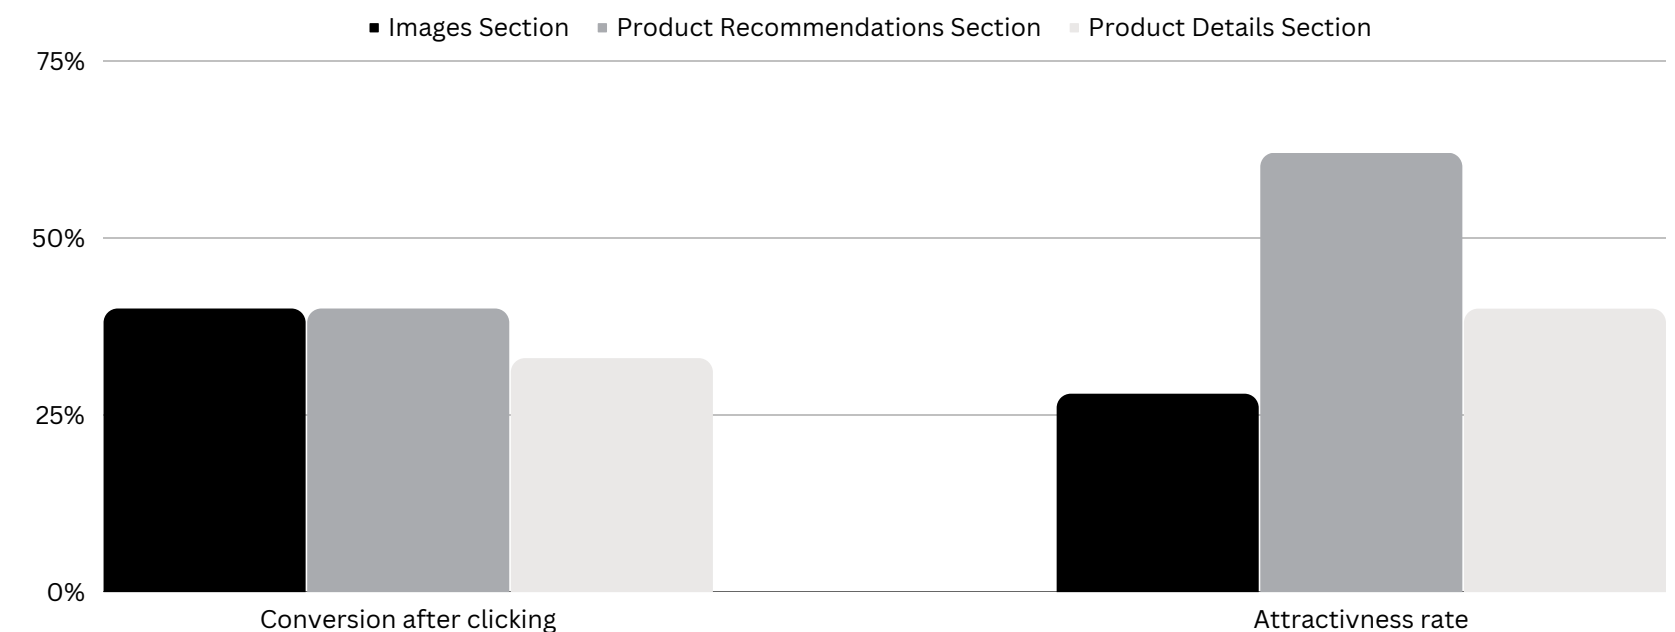 Images Section Product Recommendations Section Product Details Section
75%
50%
25%
0%
Conversion after clicking Attractivness rate